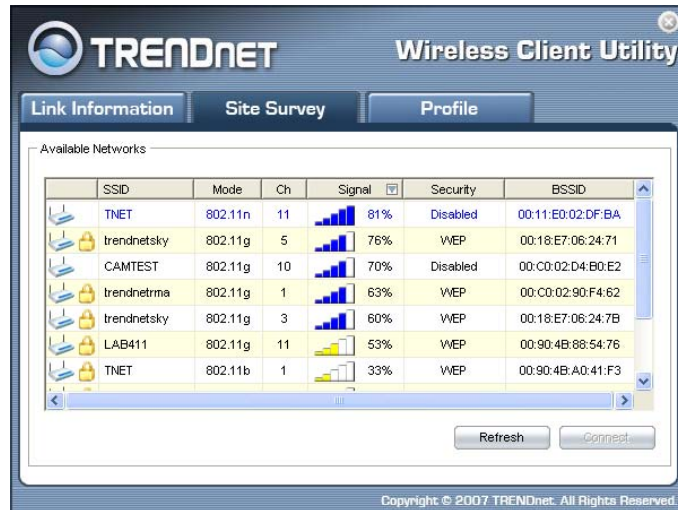 TRENDNET Wireless Client Utility
Link Information Site Survey Profile
Available Networks
SSID Mode Ch Signal Security BSSID
TNET 802.11n 11 81% Disabled 00:11:E0:02:DF:BA
trendnetsky 802.11g 5 76% WEP 00:18:E7:06:24:71
CAMTEST 802.11g 10 70% Disabled 00:C0:02:D4:B0:E2
trendnetrma 802.11g 1 63% WEP 00:C0:02:90:F4:62
trendnetsky 802.11g 3 60% WEP 00:18:E7:06:24:7B
LAB411 802.11g 11 53% WEP 00:90:4B:88:54:76
TNET 802.11b 1 33% WEP 00:90:4B:A0:41:F3
Refresh Connect
Copyright © 2007 TRENDnet. All Rights Reserved.